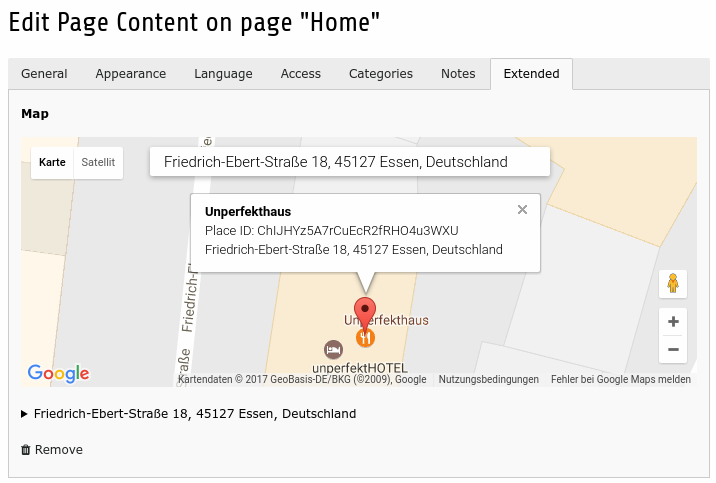 Edit Page Content on page "Home"
General Appearance Language Access Categories Notes Extended
Map
Karte Satellit
Friedrich-Ebert-Straße 18, 45127 Essen, Deutschland
Unperfekthaus
Place ID: ChIJHYz5A7rCuEcR2fRHO4u3WXU
Friedrich-Ebert-Straße 18, 45127 Essen, Deutschland
Friedrich-E
Unperfekthaus
unperfektHOTEL
straße
Google
Kartendaten © 2017 GeoBasis-DE/BKG (©2009), Google Nutzungsbedingungen Fehler bei Google Maps melden
Friedrich-Ebert-Straße 18, 45127 Essen, Deutschland
Remove